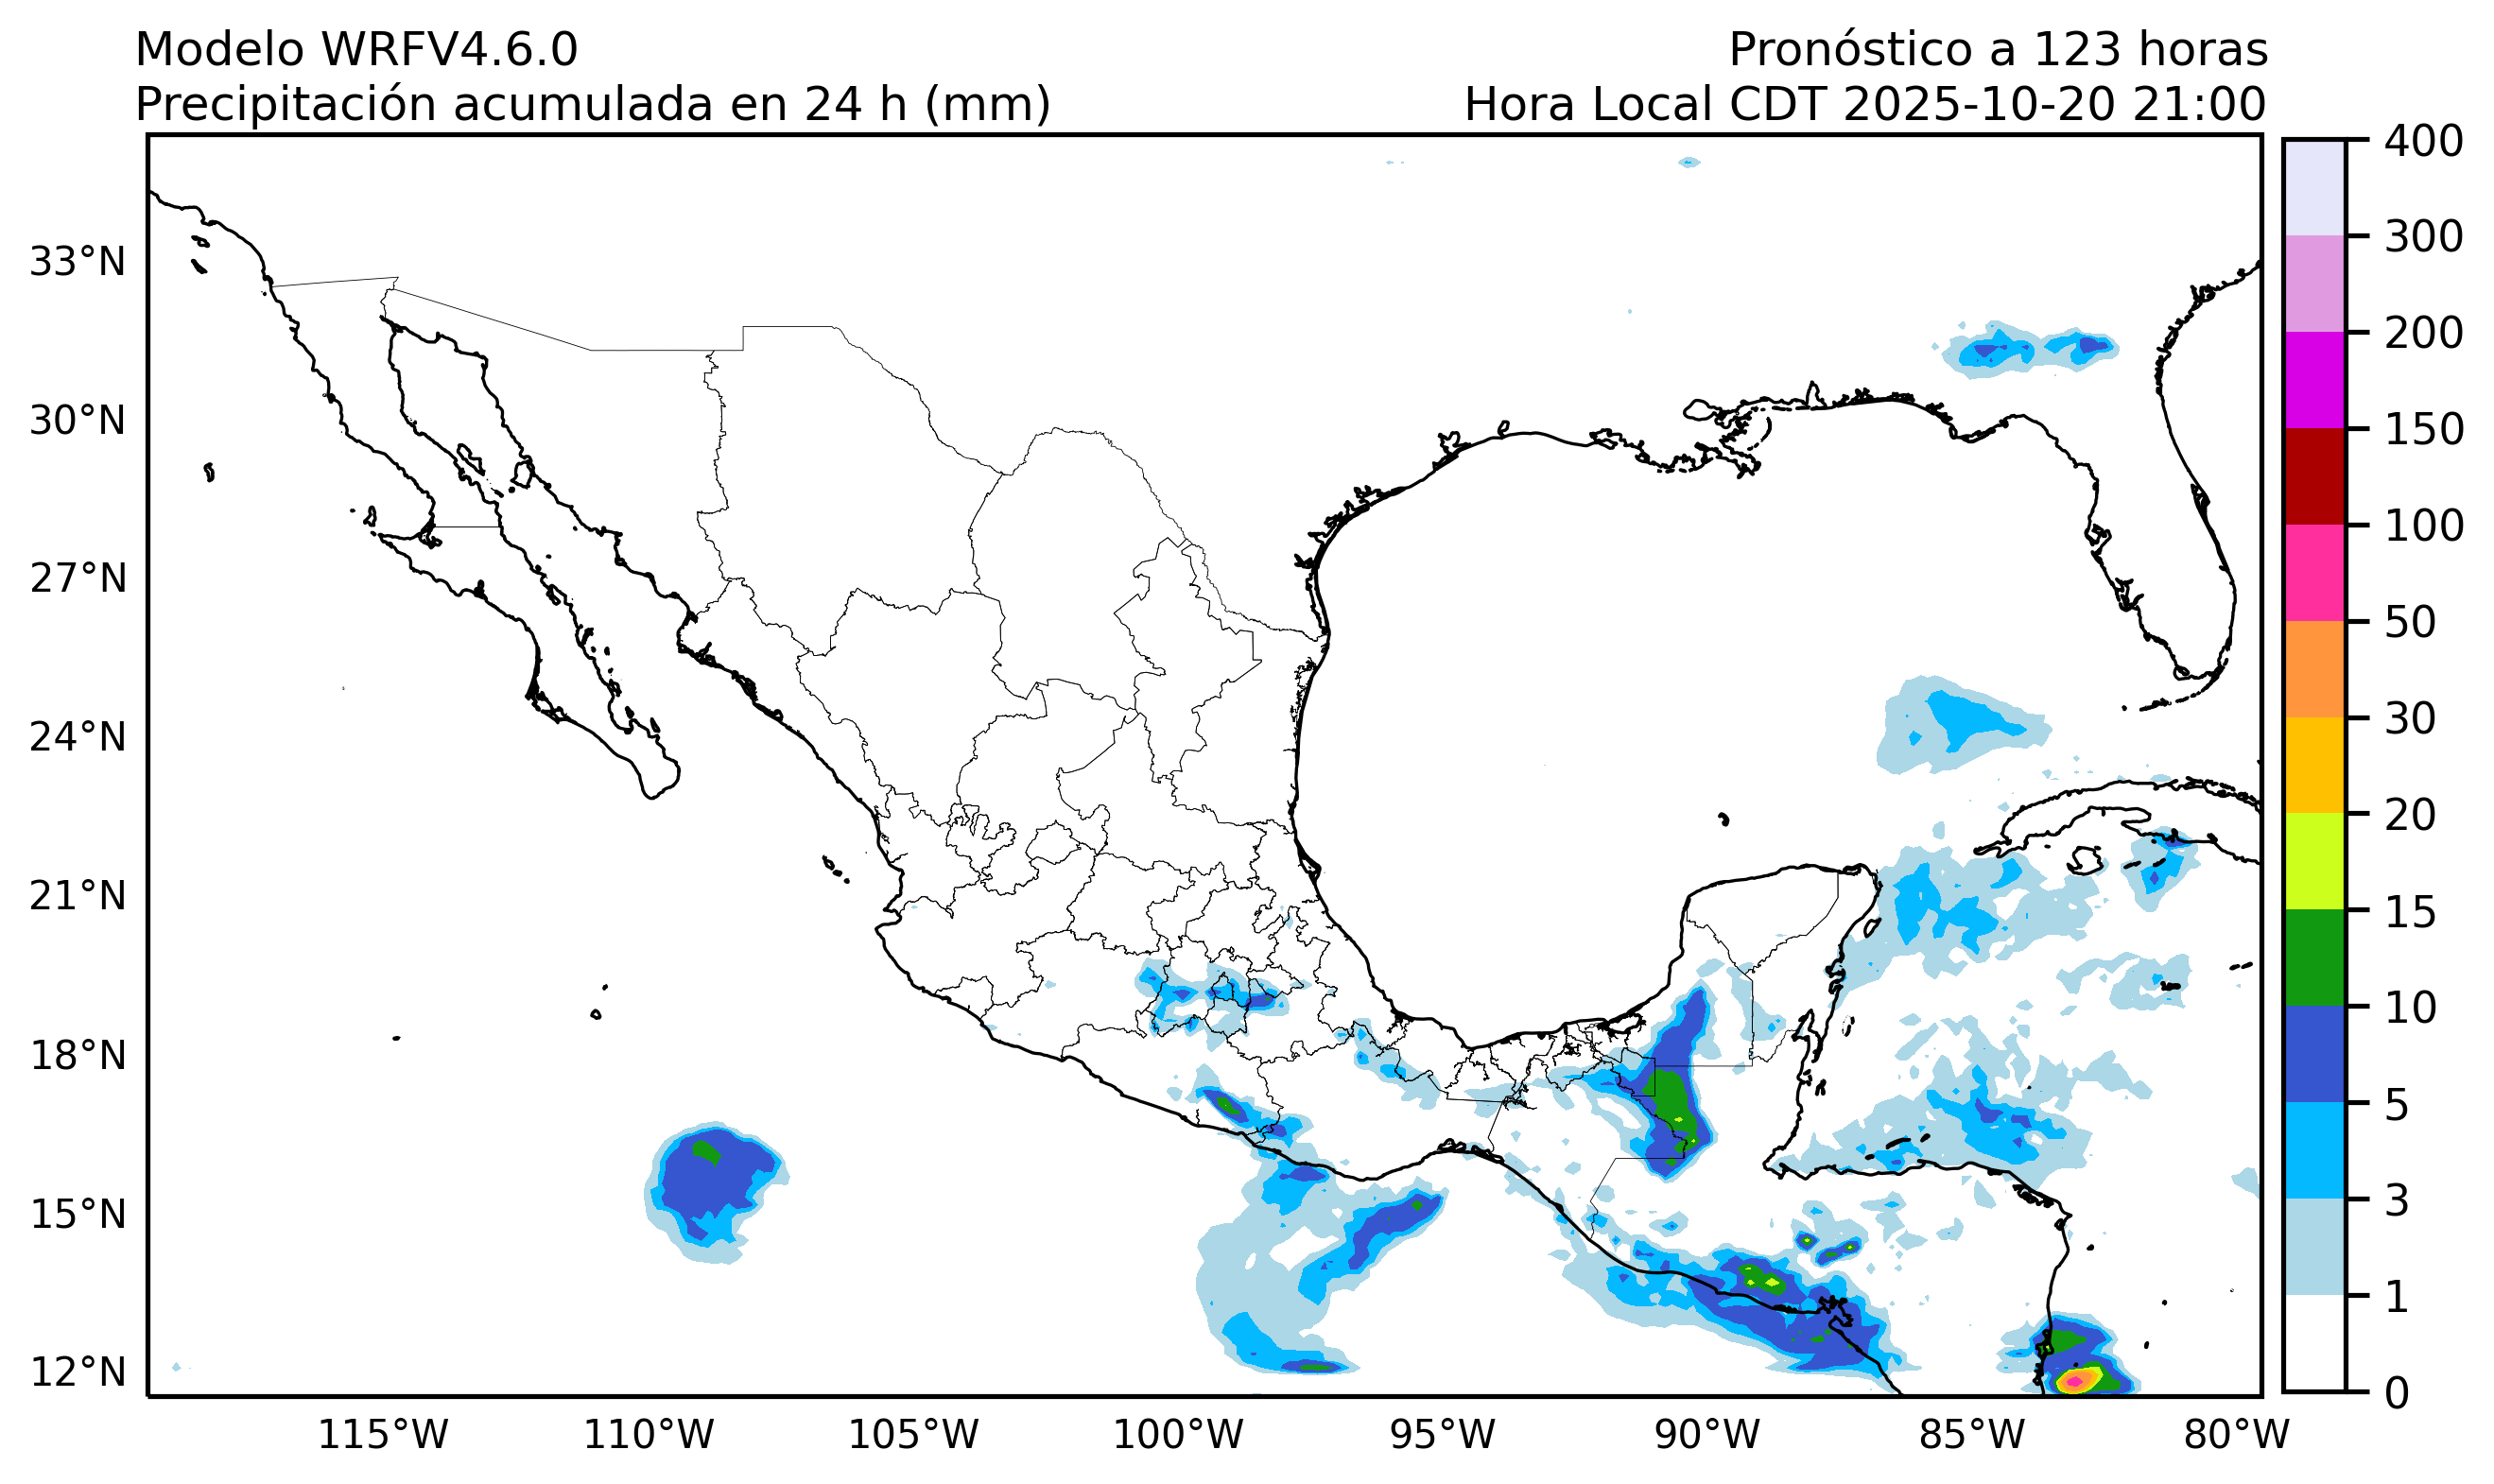 Modelo WRFV4.6.0
Pronóstico a 123 horas
Precipitación acumulada en 24 h (mm)
Hora Local CDT 2025-10-20 21:00
33°N
30°N
27°N
24°N
21°N
18°N
15°N
12°N
115°W
110°W
105°W
100°W
95°W
90°W
85°W
80°W
400
300
200
150
100
50
30
20
15
10
5
3
1
0